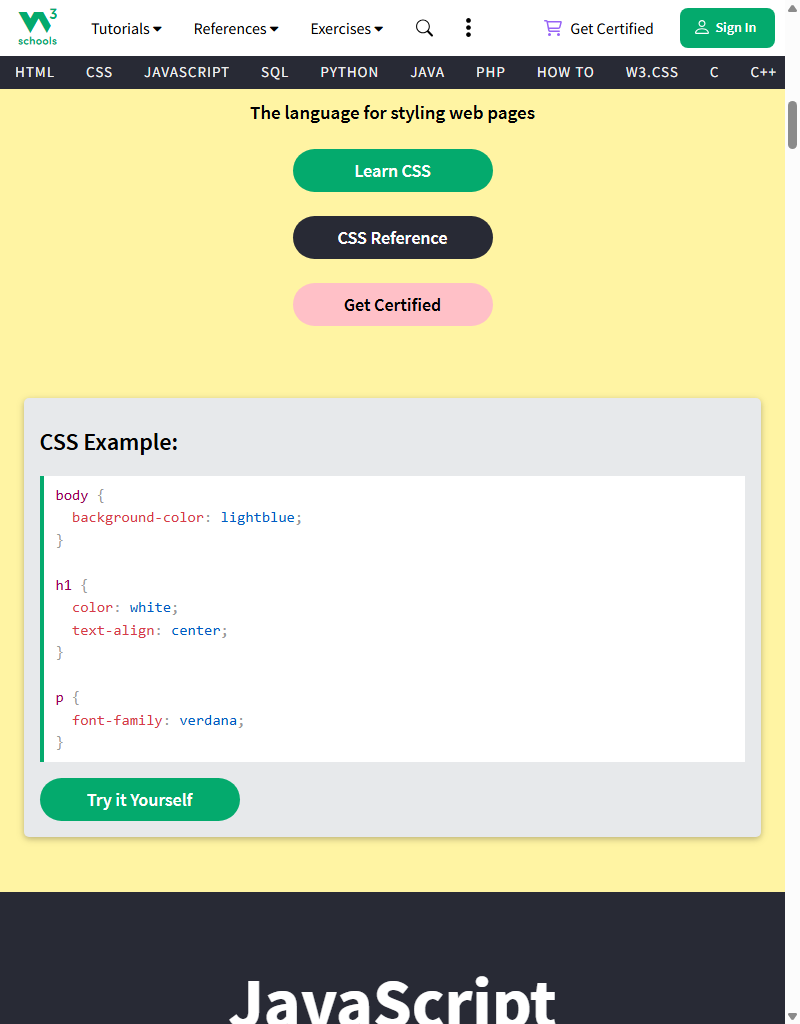 3
schools
Tutorials References Exercises Get Certified Sign In
HTML CSS JAVASCRIPT SQL PYTHON JAVA PHP HOW TO W3.CSS C C++
The language for styling web pages
Learn CSS
CSS Reference
Get Certified
CSS Example:
body {
  background-color: lightblue;
}
h1 {
  color: white;
  text-align: center;
}
p {
  font-family: verdana;
}
Try it Yourself
JavaScript